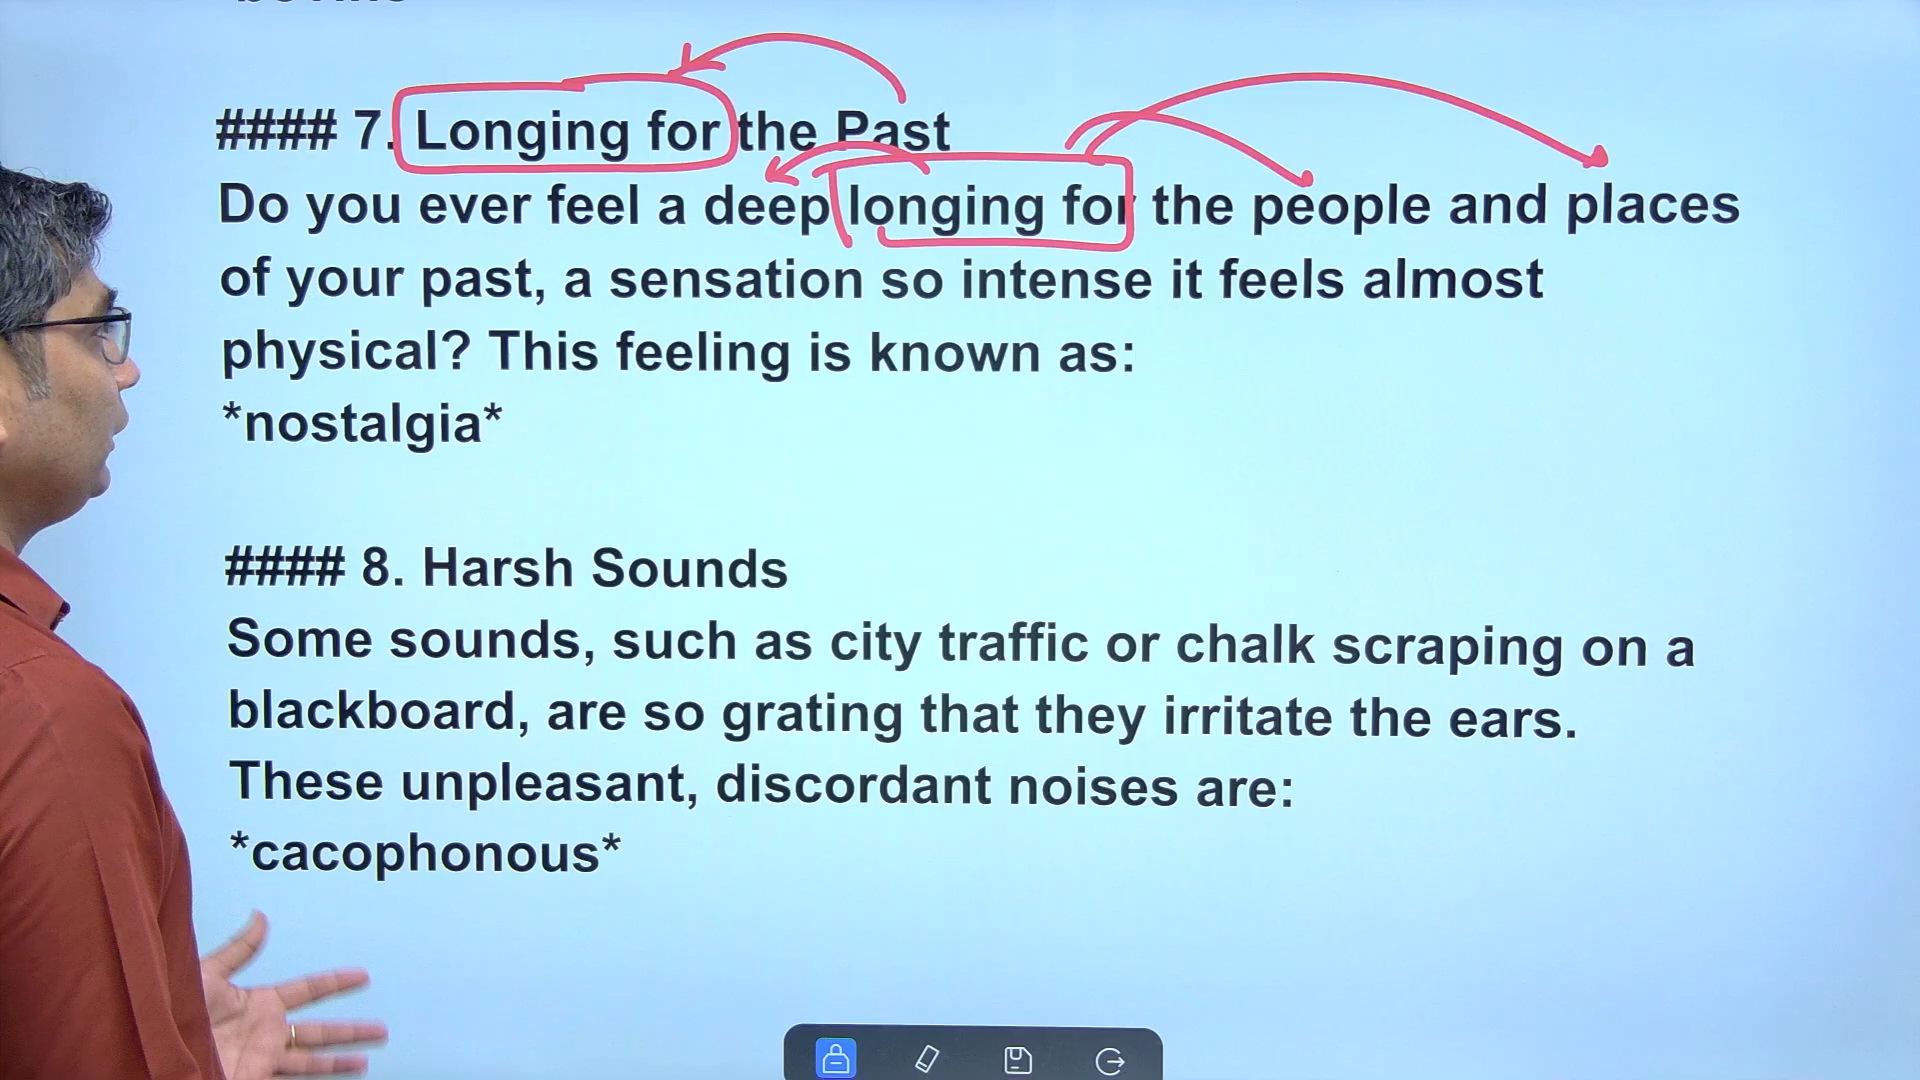 #### 7. Longing for the Past
Do you ever feel a deep longing for the people and places
of your past, a sensation so intense it feels almost
physical? This feeling is known as:
*nostalgia*
#### 8. Harsh Sounds
Some sounds, such as city traffic or chalk scraping on a
blackboard, are so grating that they irritate the ears.
These unpleasant, discordant noises are:
*cacophonous*